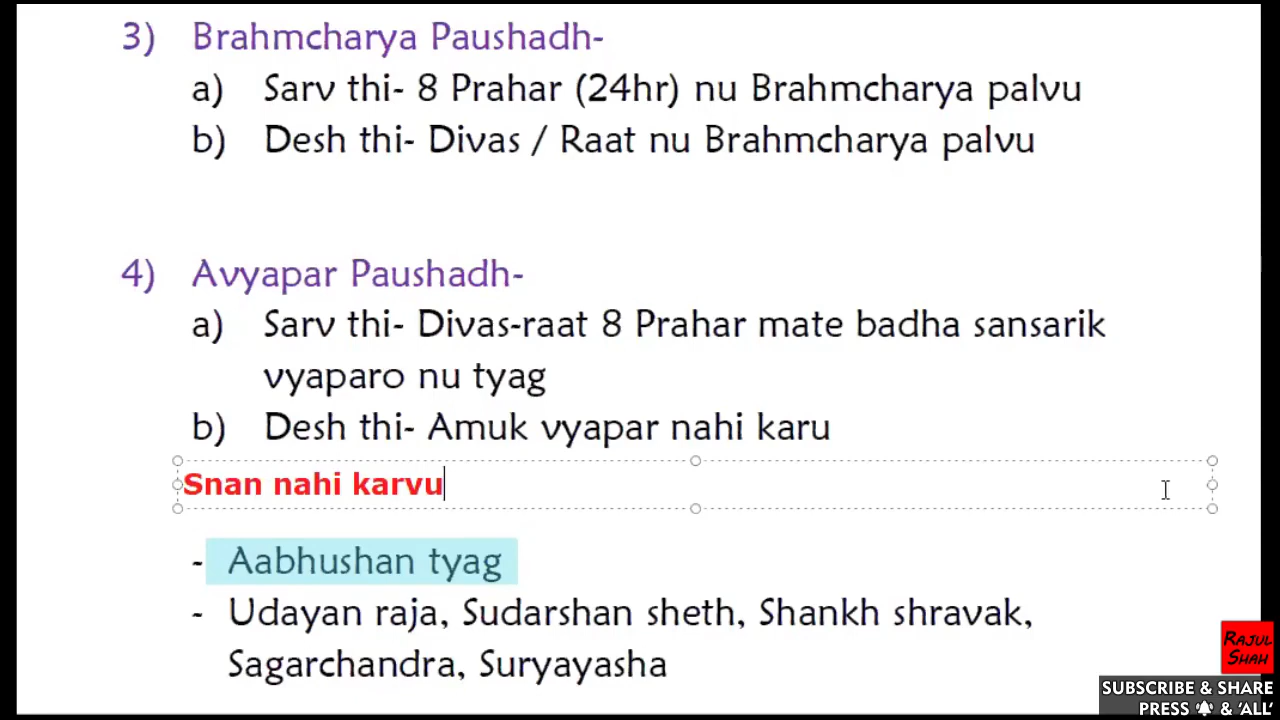 3) Brahmcharya Paushadh-
a) Sarv thi- 8 Prahar (24hr) nu Brahmcharya palvu
b) Desh thi- Divas / Raat nu Brahmcharya palvu
4) Avyapar Paushadh-
a) Sarv thi- Divas-raat 8 Prahar mate badha sansarik
vyaparo nu tyag
b) Desh thi- Amuk vyapar nahi karu
Snan nahi karvu
- Aabhushan tyag
- Udayan raja, Sudarshan sheth, Shankh shravak,
Sagarchandra, Suryayasha
RAJUL
SHAH
SUBSCRIBE & SHARE
PRESS 🔔 & 'ALL'